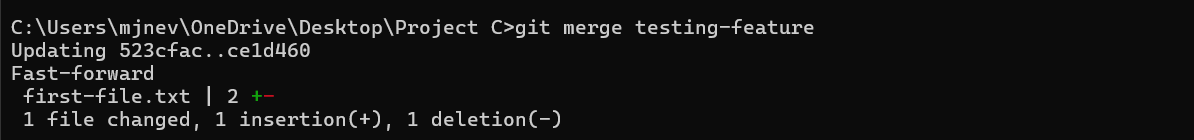 C:\Users\mjnev\OneDrive\Desktop\Project C>git merge testing-feature
Updating 523cfac..ce1d460
Fast-forward
 first-file.txt | 2 +-
 1 file changed, 1 insertion(+), 1 deletion(-)